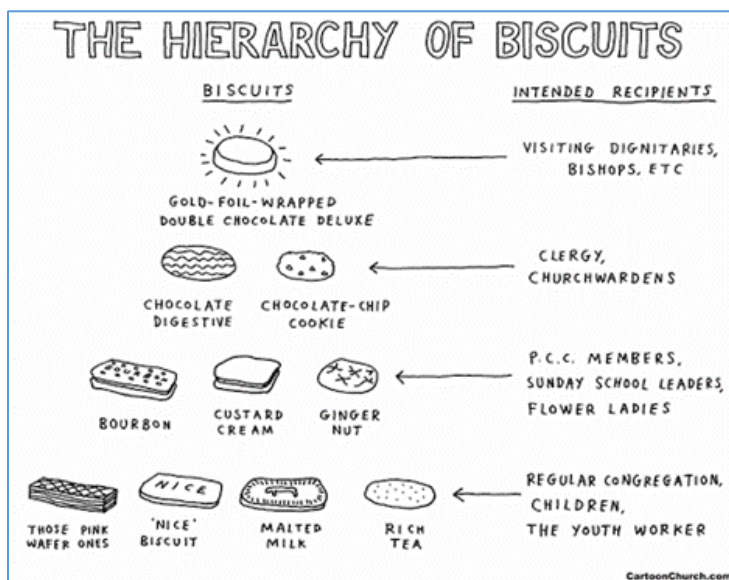 THE HIERARCHY OF BISCUITS
BISCUITS
INTENDED RECIPIENTS
GOLD-FOIL-WRAPPED
DOUBLE CHOCOLATE DELUXE
VISITING DIGNITARIES,
BISHOPS, ETC
CHOCOLATE
DIGESTIVE
CHOCOLATE-CHIP
COOKIE
CLERGY,
CHURCHWARDENS
BOURBON
BOURBON
CUSTARD
CREAM
GINGER
NUT
P.C.C. MEMBERS,
SUNDAY SCHOOL LEADERS,
FLOWER LADIES
THOSE PINK
WAFER ONES
NICE
'NICE'
BISCUIT
MALTED
MILK
RICH
TEA
REGULAR CONGREGATION,
CHILDREN,
THE YOUTH WORKER
CartoonChurch.com